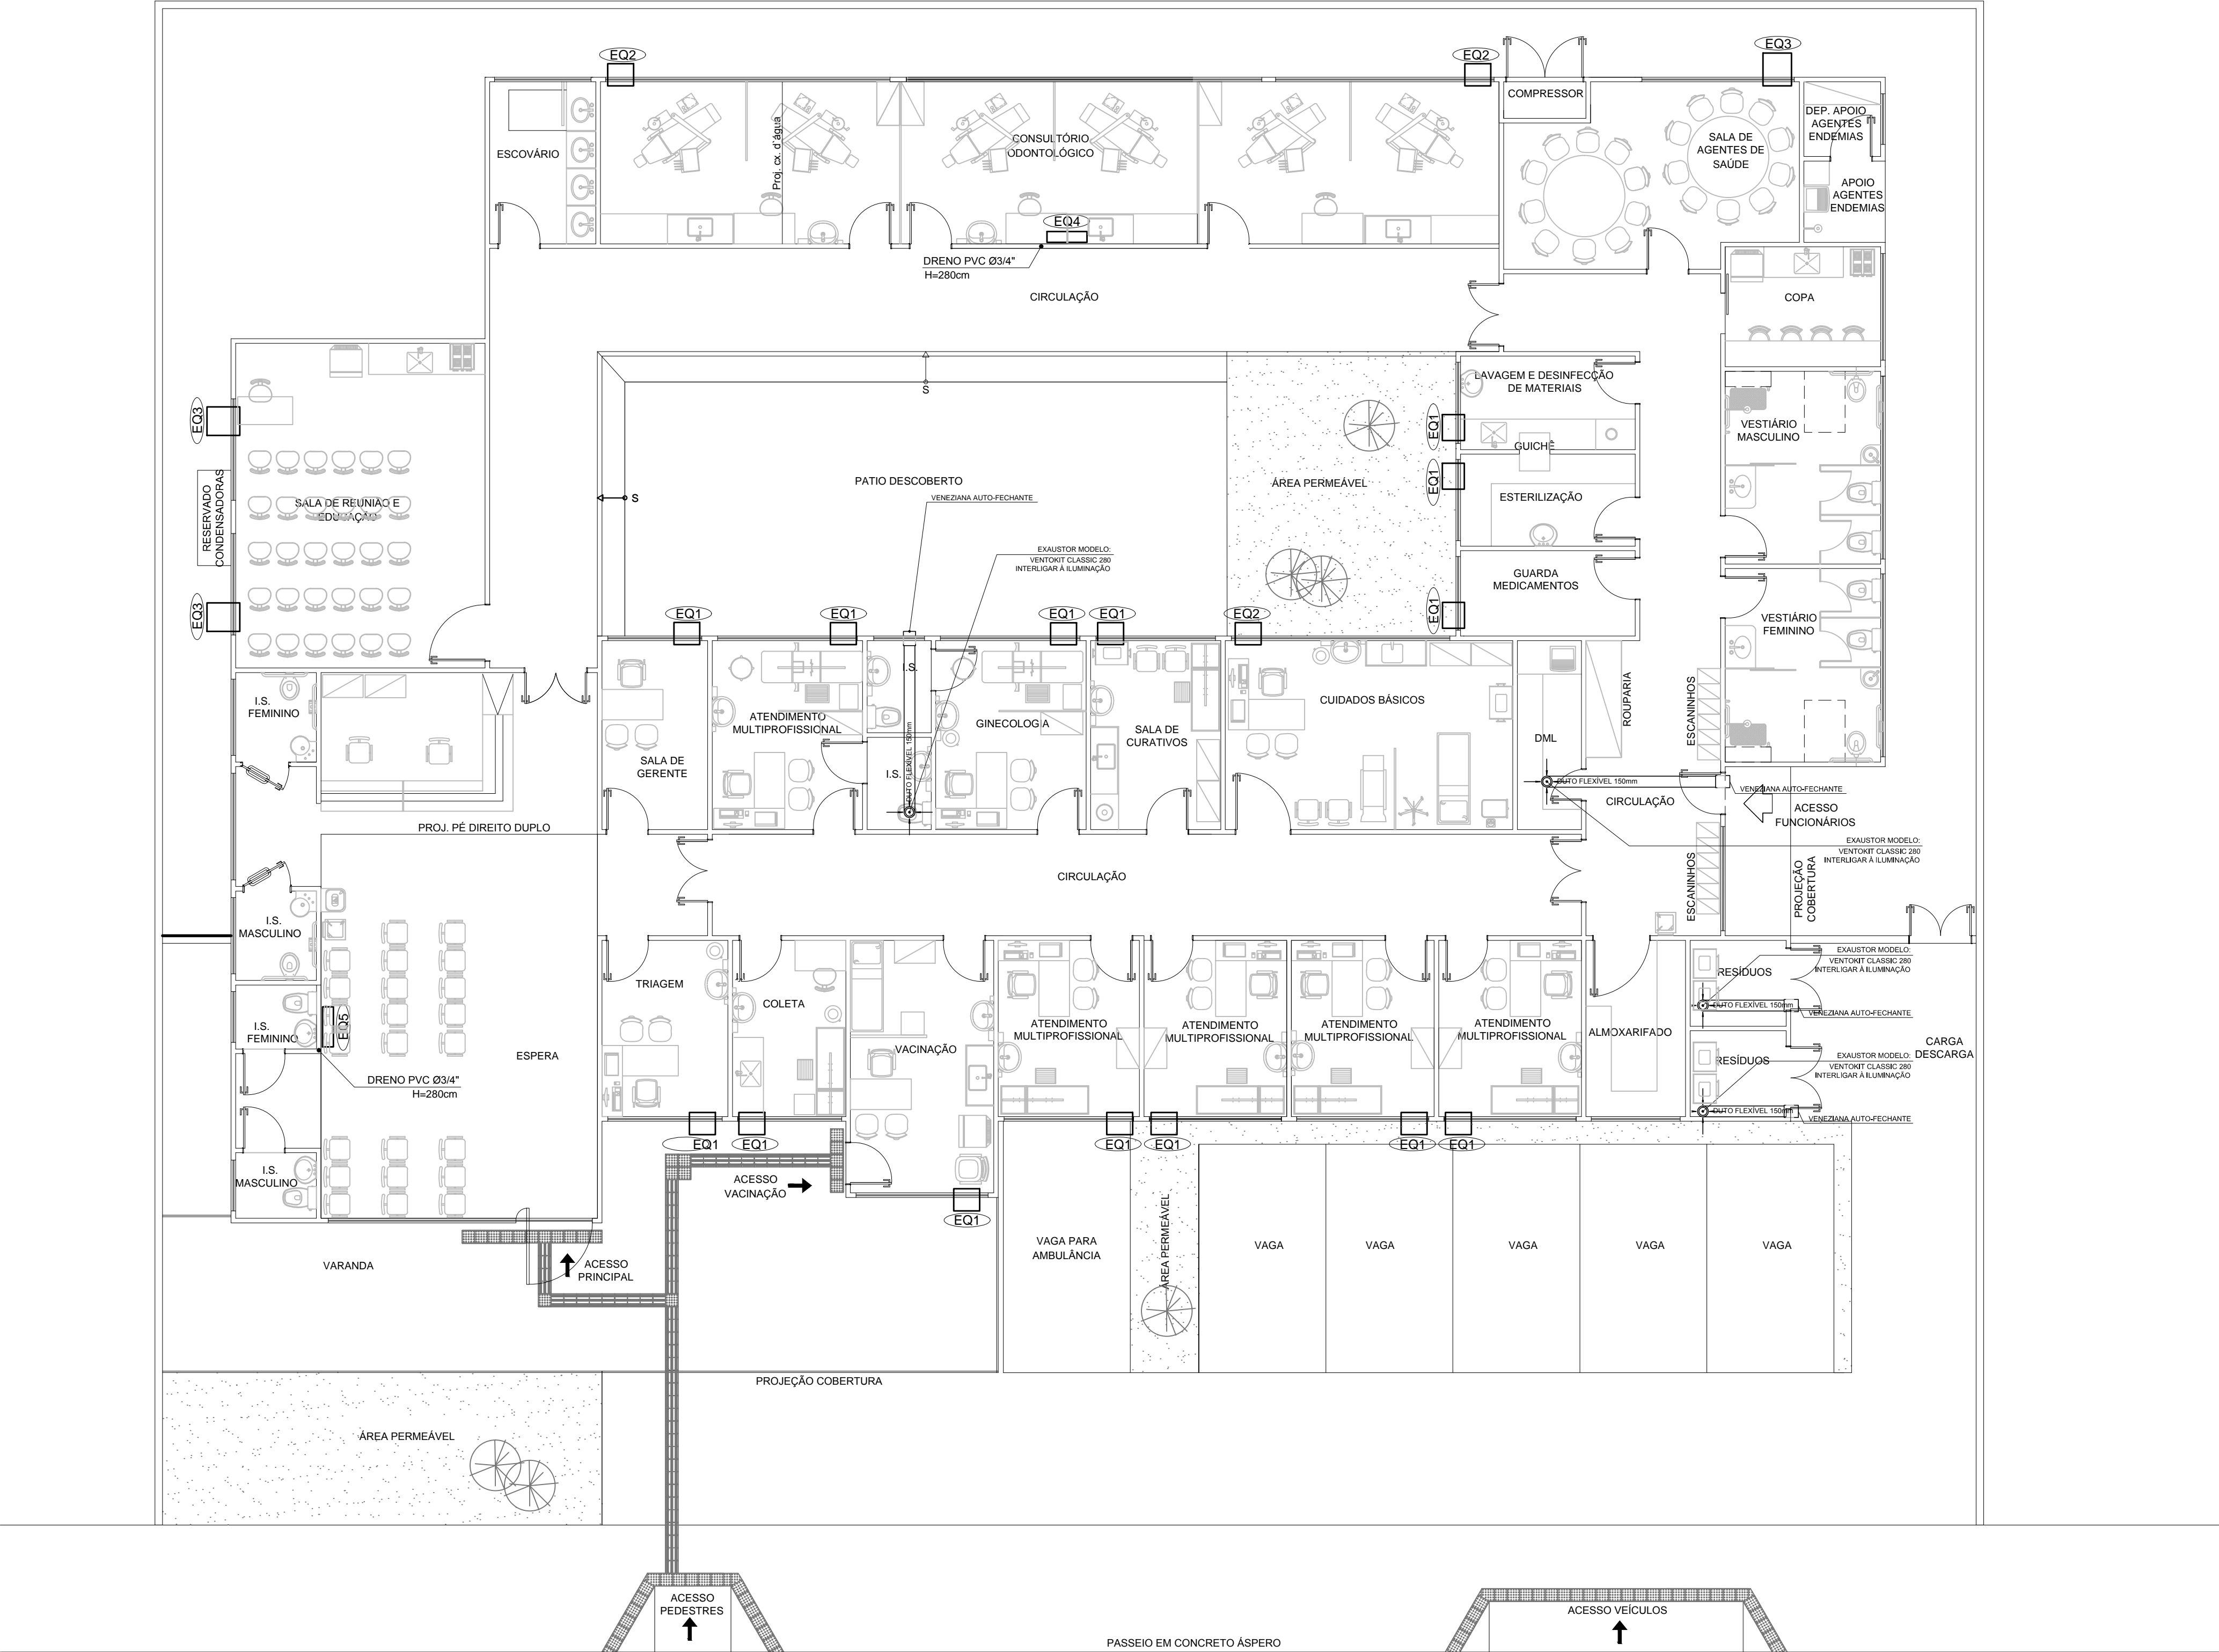 EQ2
EQ2
EQ3
COMPRESSOR
DEP. APOIO
AGENTES
ENDEMIAS
ESCOVÁRIO
Proj. cx. d´água
CONSULTÓRIO
ODONTOLÓGICO
SALA DE
AGENTES DE
SAÚDE
APOIO
AGENTES
ENDEMIAS
EQ4
DRENO PVC Ø3/4"
H=280cm
CIRCULAÇÃO
COPA
S
LAVAGEM E DESINFECÇÃO
DE MATERIAIS
EQ3
EQ1
VESTIÁRIO
MASCULINO
GUICHÊ
RESERVADO
CONDENSADORAS
SALA DE REUNIÃO E
EDUCAÇÃO
S
PATIO DESCOBERTO
VENEZIANA AUTO-FECHANTE
ÁREA PERMEÁVEL
EQ1
ESTERILIZAÇÃO
EXAUSTOR MODELO:
VENTOKIT CLASSIC 280
INTERLIGAR À ILUMINAÇÃO
GUARDA
MEDICAMENTOS
EQ3
EQ1
EQ1
EQ1
EQ1
EQ2
EQ1
VESTIÁRIO
FEMININO
I.S.
FEMININO
I.S.
ATENDIMENTO
MULTIPROFISSIONAL
GINECOLOGIA
SALA DE
CURATIVOS
CUIDADOS BÁSICOS
ROUPARIA
ESCANINHOS
DML
SALA DE
GERENTE
I.S.
DUTO FLEXÍVEL 150mm
DUTO FLEXÍVEL 150mm
VENEZIANA AUTO-FECHANTE
CIRCULAÇÃO
ACESSO
FUNCIONÁRIOS
PROJ. PÉ DIREITO DUPLO
EXAUSTOR MODELO:
VENTOKIT CLASSIC 280
INTERLIGAR À ILUMINAÇÃO
CIRCULAÇÃO
ESCANINHOS
PROJEÇÃO
COBERTURA
I.S.
MASCULINO
EXAUSTOR MODELO:
VENTOKIT CLASSIC 280
INTERLIGAR À ILUMINAÇÃO
RESÍDUOS
TRIAGEM
COLETA
DUTO FLEXÍVEL 150mm
VENEZIANA AUTO-FECHANTE
I.S.
FEMININO
EQ5
ESPERA
VACINAÇÃO
ATENDIMENTO
MULTIPROFISSIONAL
ATENDIMENTO
MULTIPROFISSIONAL
ATENDIMENTO
MULTIPROFISSIONAL
ATENDIMENTO
MULTIPROFISSIONAL
ALMOXARIFADO
CARGA
DESCARGA
RESÍDUOS
EXAUSTOR MODELO:
VENTOKIT CLASSIC 280
INTERLIGAR À ILUMINAÇÃO
DRENO PVC Ø3/4"
H=280cm
DUTO FLEXÍVEL 150mm
VENEZIANA AUTO-FECHANTE
EQ1
EQ1
EQ1
EQ1
EQ1
EQ1
I.S.
MASCULINO
ACESSO
VACINAÇÃO
EQ1
VARANDA
ACESSO
PRINCIPAL
VAGA PARA
AMBULÂNCIA
ÁREA PERMEÁVEL
VAGA
VAGA
VAGA
VAGA
VAGA
PROJEÇÃO COBERTURA
ÁREA PERMEÁVEL
ACESSO
PEDESTRES
ACESSO VEÍCULOS
PASSEIO EM CONCRETO ÁSPERO